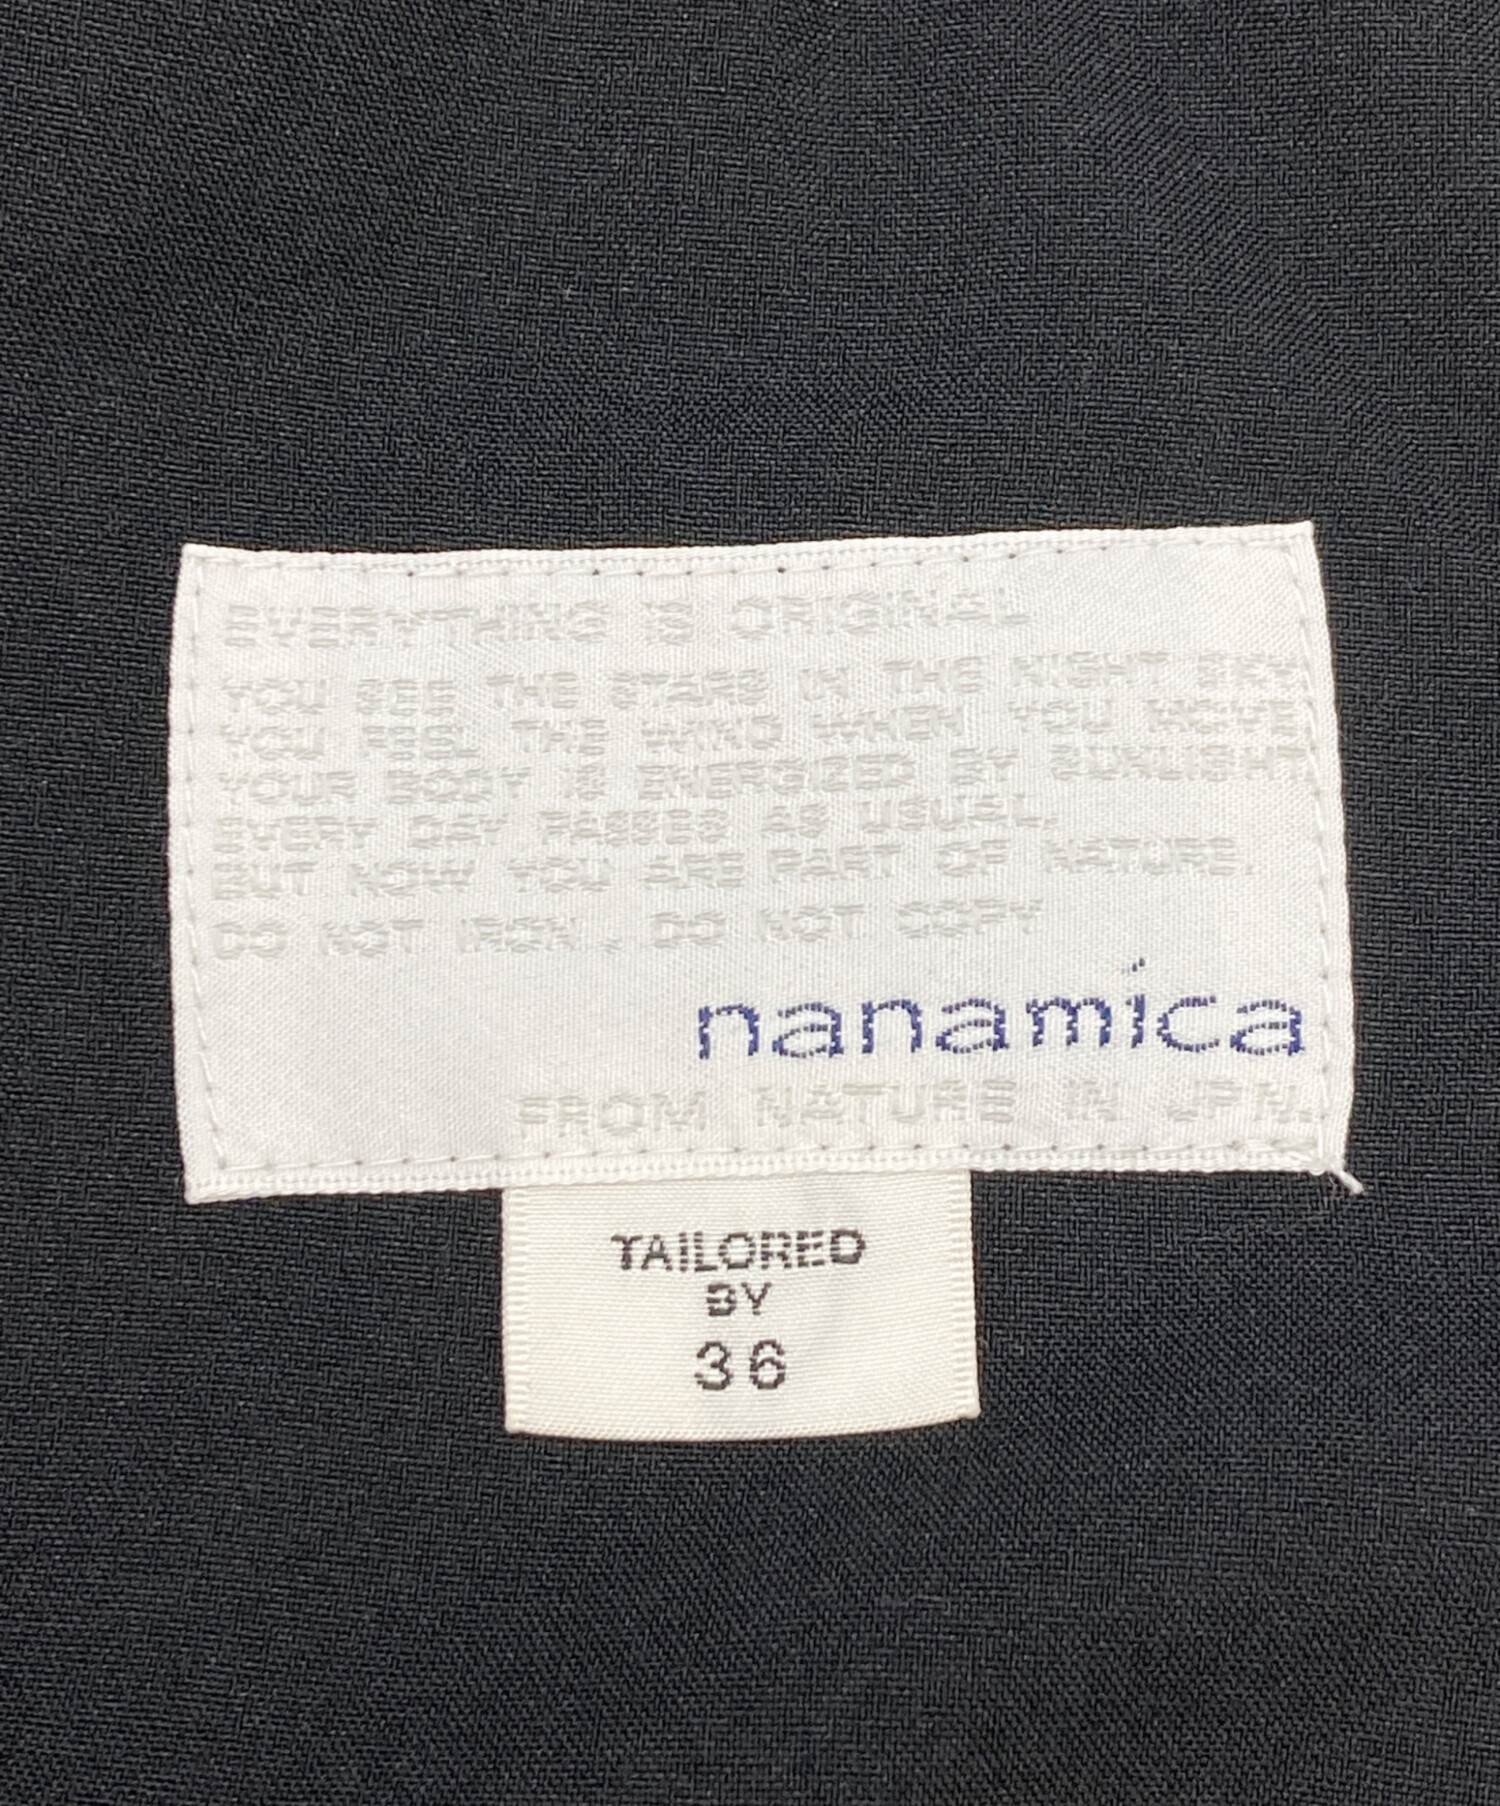 EVERYTHING IS ORIGINAL
YOU SEE THE STARS IN THE NIGHT SKY
YOU FEEL THE WIND WHEN YOU MOVE
YOUR BODY IS ENERGIZED BY SUNLIGHT.
EVERY DAY PASSES AS USUAL,
BUT NOW YOU ARE PART OF NATURE.
DO NOT IRON, DO NOT COPY
nanamica
FROM NATURE IN JPN.
TAILORED
BY
36